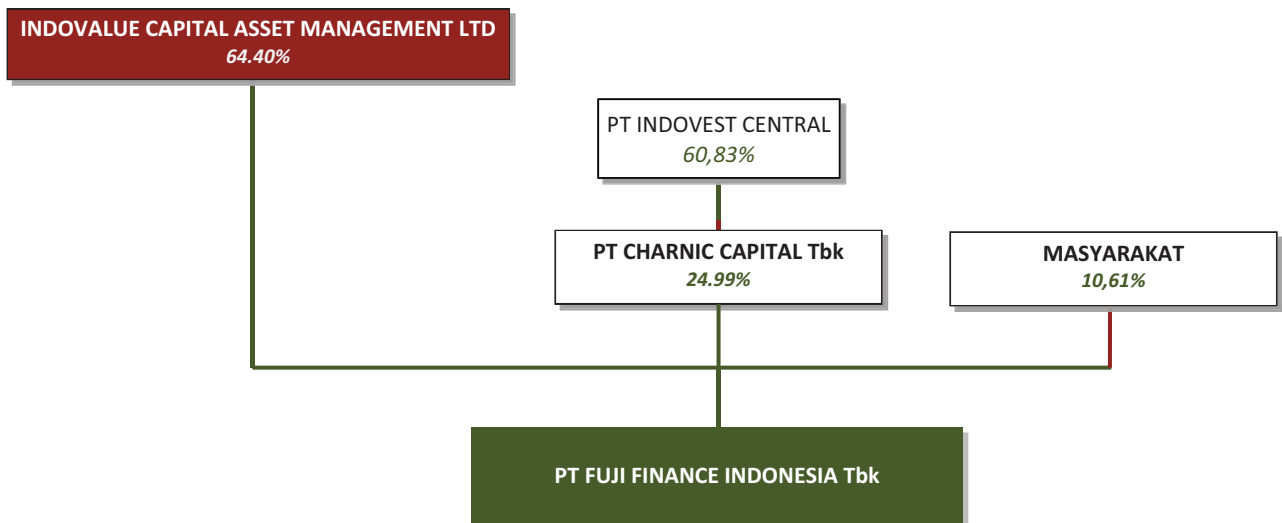 INDOVALUE CAPITAL ASSET MANAGEMENT LTD
64.40%
PT INDOVEST CENTRAL
60,83%
PT CHARNIC CAPITAL Tbk
24.99%
MASYARAKAT
10,61%
PT FUJI FINANCE INDONESIA Tbk